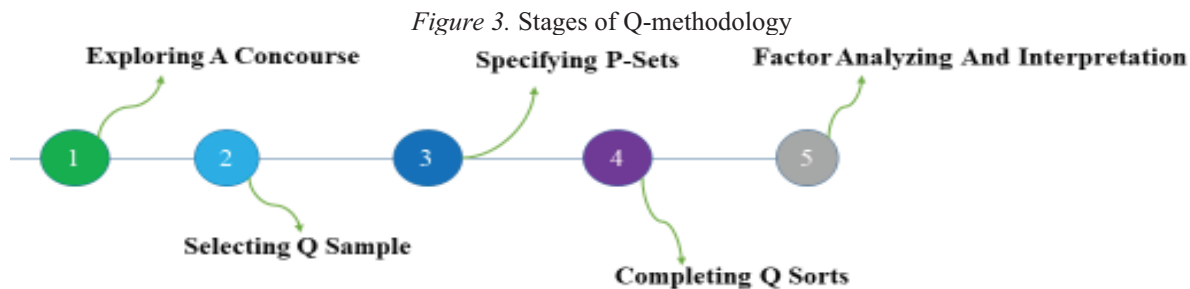 Figure 3. Stages of Q-methodology
Exploring A Concourse
Specifying P-Sets
Factor Analyzing And Interpretation
1
2
3
4
5
Selecting Q Sample
Completing Q Sorts